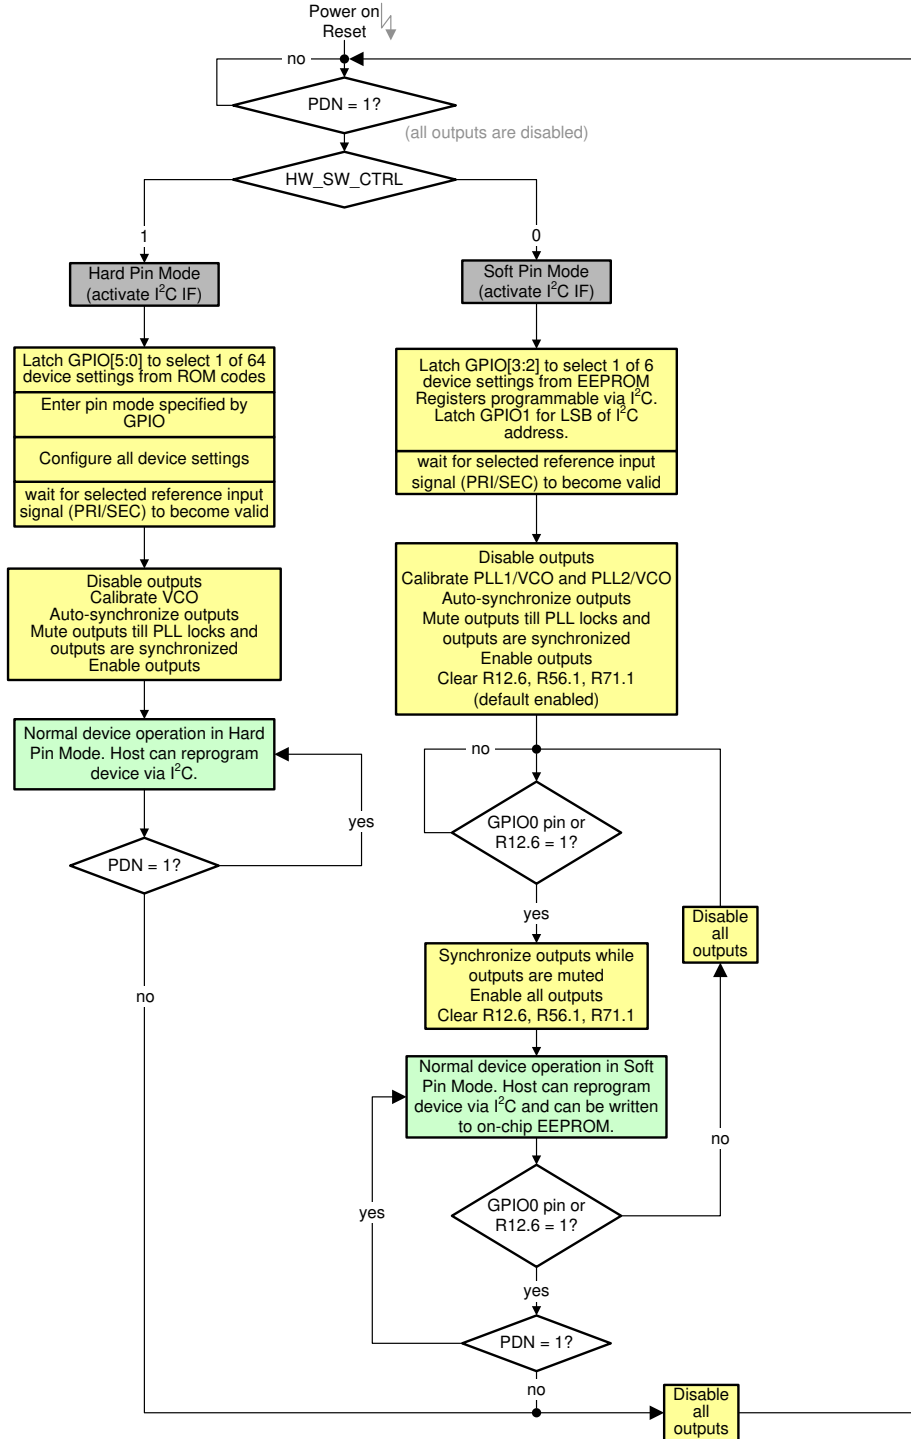 Power on
Reset
no
PDN = 1?
(all outputs are disabled)
HW_SW_CTRL
1
0
Hard Pin Mode
(activate I²C IF)
Soft Pin Mode
(activate I²C IF)
Latch GPIO[5:0] to select 1 of 64
device settings from ROM codes
Enter pin mode specified by
GPIO
Configure all device settings
wait for selected reference input
signal (PRI/SEC) to become valid
Latch GPIO[3:2] to select 1 of 6
device settings from EEPROM
Registers programmable via I²C.
Latch GPIO1 for LSB of I²C
address.
wait for selected reference input
signal (PRI/SEC) to become valid
Disable outputs
Calibrate VCO
Auto-synchronize outputs
Mute outputs till PLL locks and
outputs are synchronized
Enable outputs
Disable outputs
Calibrate PLL1/VCO and PLL2/VCO
Auto-synchronize outputs
Mute outputs till PLL locks and
outputs are synchronized
Enable outputs
Clear R12.6, R56.1, R71.1
(default enabled)
Normal device operation in Hard
Pin Mode. Host can reprogram
device via I²C.
yes
PDN = 1?
no
no
GPIO0 pin or
R12.6 = 1?
yes
Disable
all
outputs
Synchronize outputs while
outputs are muted
Enable all outputs
Clear R12.6, R56.1, R71.1
Normal device operation in Soft
Pin Mode. Host can reprogram
device via I²C and can be written
to on-chip EEPROM.
no
GPIO0 pin or
R12.6 = 1?
yes
yes
PDN = 1?
no
Disable
all
outputs